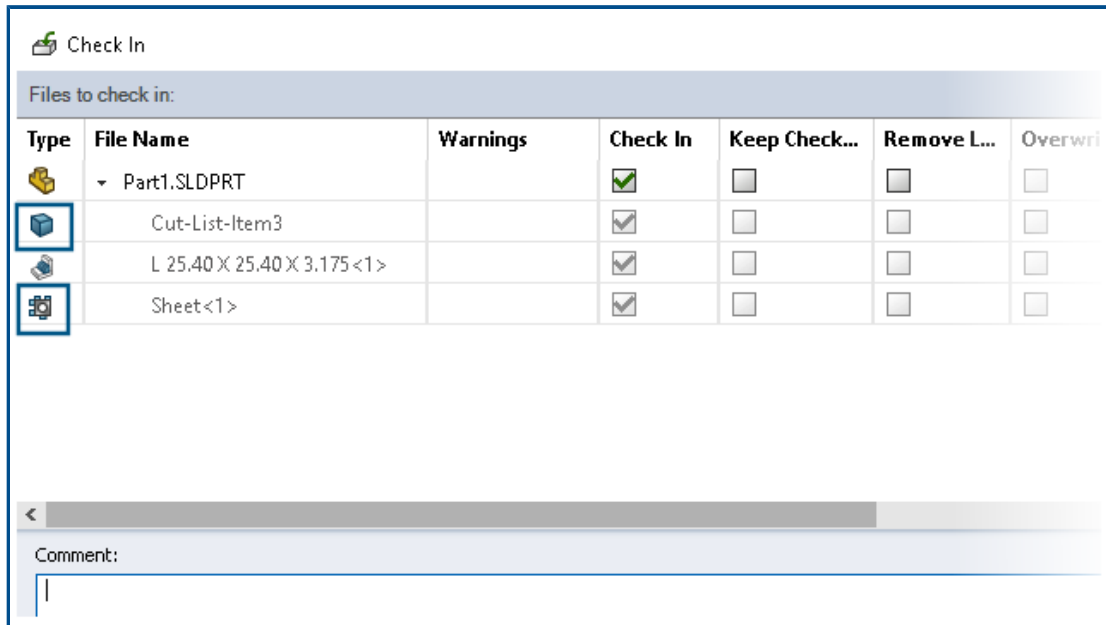 Check In
Files to check in:
Type File Name Warnings Check In Keep Check... Remove L... Overwri
Part1.SLDPRT
Cut-List-Item3
L 25.40 X 25.40 X 3.175<1>
Sheet<1>
Comment: